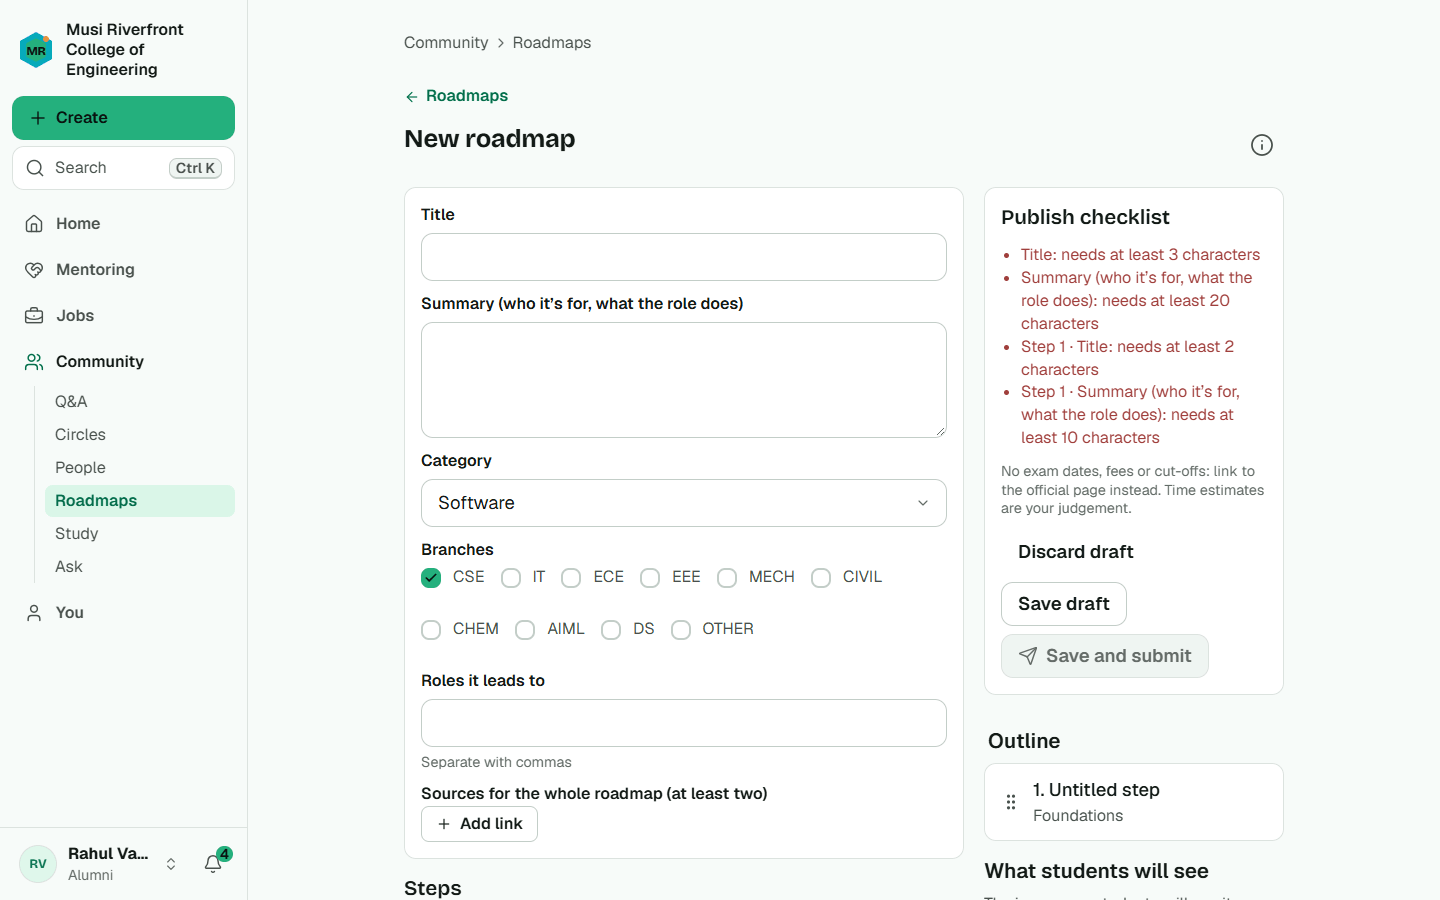 MR
Musi Riverfront
College of
Engineering
Create
Search
Ctrl K
Home
Mentoring
Jobs
Community
Q&A
Circles
People
Roadmaps
Study
Ask
You
RV
Rahul Va...
Alumni
4
Community > Roadmaps
← Roadmaps
New roadmap
Title
Summary (who it's for, what the role does)
Category
Software
Branches
CSE IT ECE EEE MECH CIVIL
CHEM AIML DS OTHER
Roles it leads to
Separate with commas
Sources for the whole roadmap (at least two)
+ Add link
Steps
Publish checklist
• Title: needs at least 3 characters
• Summary (who it's for, what the
role does): needs at least 20
characters
• Step 1 · Title: needs at least 2
characters
• Step 1 · Summary (who it's for,
what the role does): needs at
least 10 characters
No exam dates, fees or cut-offs: link to
the official page instead. Time estimates
are your judgement.
Discard draft
Save draft
Save and submit
Outline
1. Untitled step
Foundations
What students will see